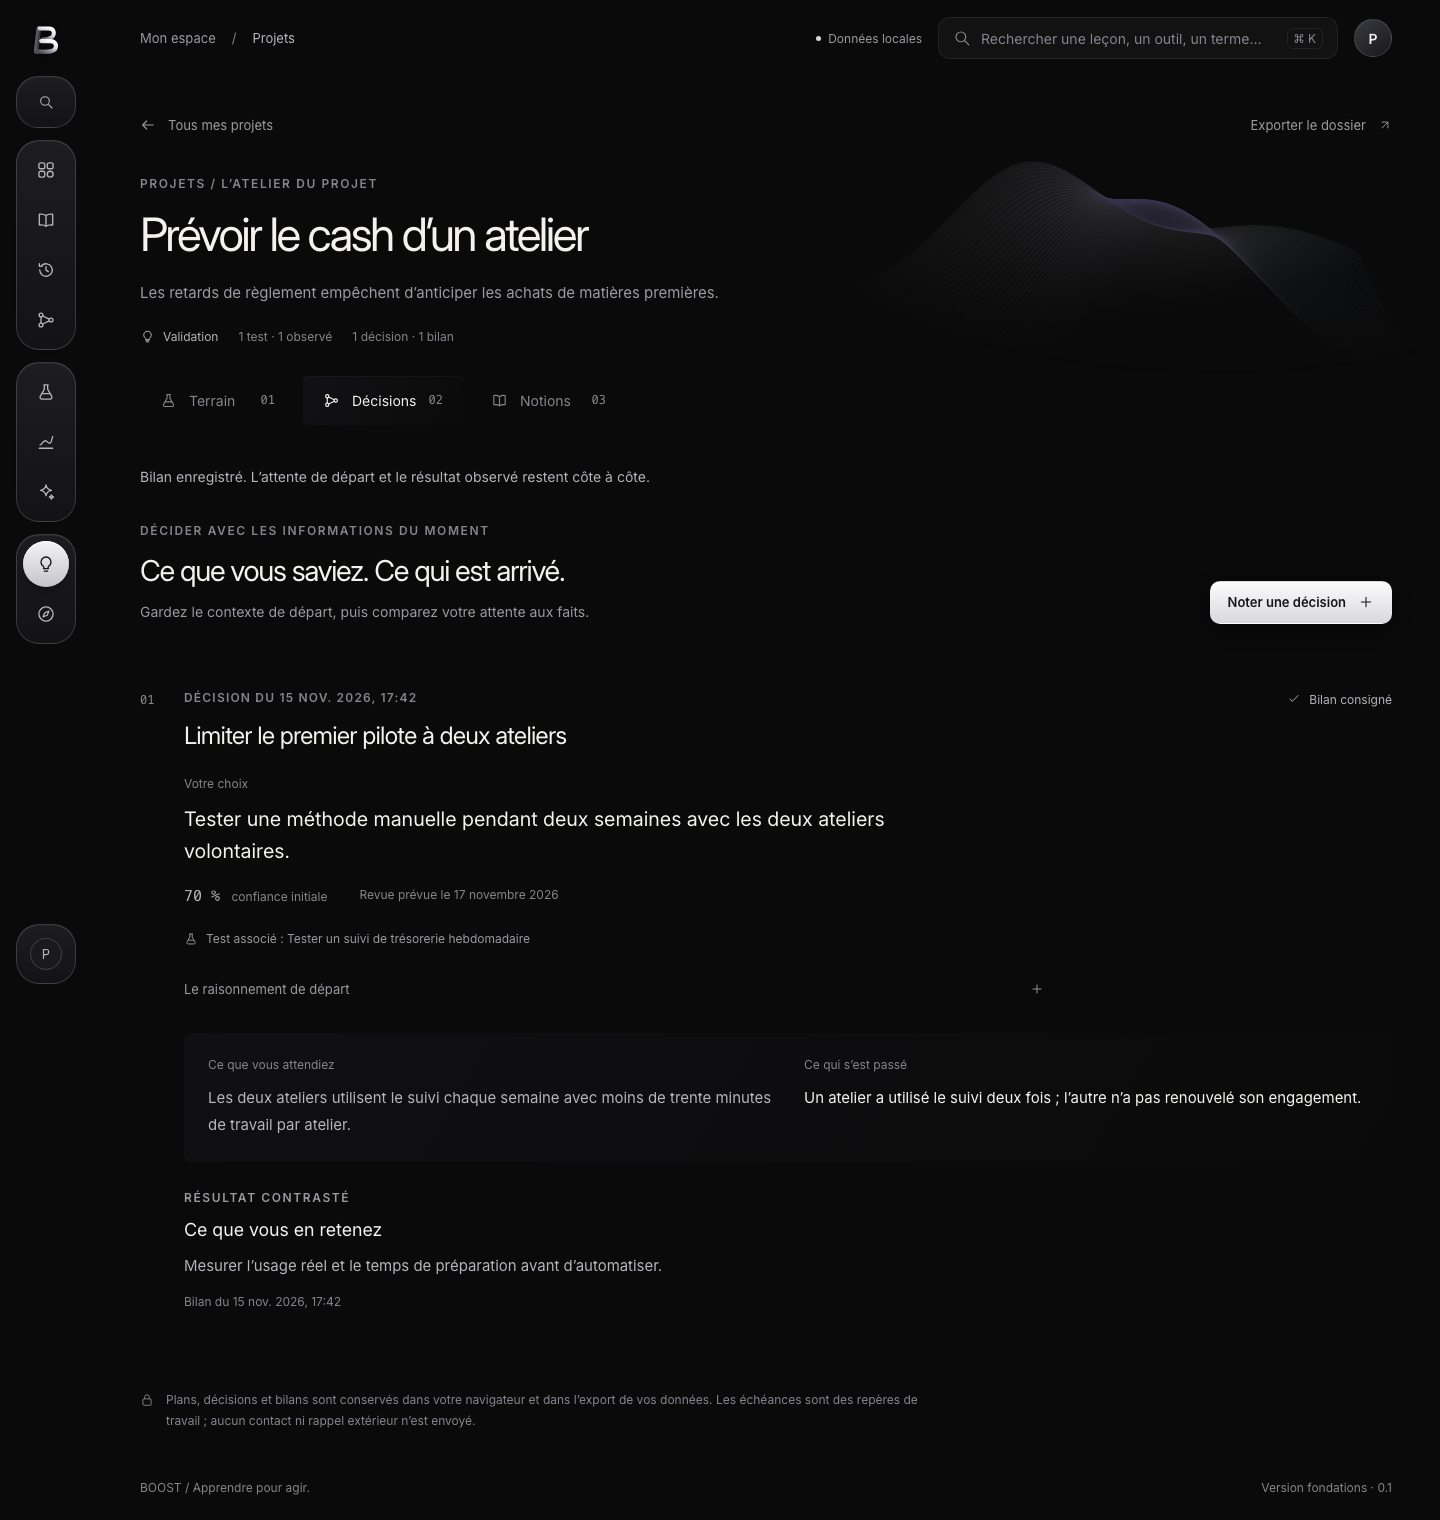 B
Mon espace / Projets
Données locales
Rechercher une leçon, un outil, un terme…
⌘ K
P
Tous mes projets
Exporter le dossier
PROJETS / L’ATELIER DU PROJET
Prévoir le cash d’un atelier
Les retards de règlement empêchent d’anticiper les achats de matières premières.
Validation 1 test · 1 observé 1 décision · 1 bilan
Terrain 01 Décisions 02 Notions 03
Bilan enregistré. L’attente de départ et le résultat observé restent côte à côte.
DÉCIDER AVEC LES INFORMATIONS DU MOMENT
Ce que vous saviez. Ce qui est arrivé.
Gardez le contexte de départ, puis comparez votre attente aux faits.
Noter une décision
01 DÉCISION DU 15 NOV. 2026, 17:42
Bilan consigné
Limiter le premier pilote à deux ateliers
Votre choix
Tester une méthode manuelle pendant deux semaines avec les deux ateliers
volontaires.
70 % confiance initiale Revue prévue le 17 novembre 2026
Test associé : Tester un suivi de trésorerie hebdomadaire
P
Le raisonnement de départ
Ce que vous attendiez
Les deux ateliers utilisent le suivi chaque semaine avec moins de trente minutes
de travail par atelier.
Ce qui s’est passé
Un atelier a utilisé le suivi deux fois ; l’autre n’a pas renouvelé son engagement.
RÉSULTAT CONTRASTÉ
Ce que vous en retenez
Mesurer l’usage réel et le temps de préparation avant d’automatiser.
Bilan du 15 nov. 2026, 17:42
Plans, décisions et bilans sont conservés dans votre navigateur et dans l’export de vos données. Les échéances sont des repères de
travail ; aucun contact ni rappel extérieur n’est envoyé.
BOOST / Apprendre pour agir.
Version fondations · 0.1